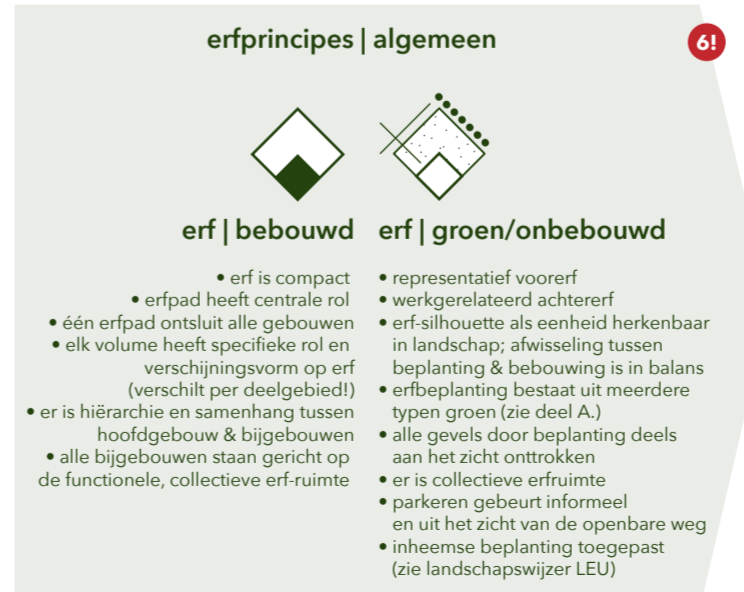 erfprincipes | algemeen
6!
erf | bebouwd
• erf is compact
• erfpad heeft centrale rol
• één erfpad ontsluit alle gebouwen
• elk volume heeft specifieke rol en
verschijningsvorm op erf
(verschilt per deelgebied!)
• er is hiërarchie en samenhang tussen
hoofdgebouw & bijgebouwen
• alle bijgebouwen staan gericht op
de functionele, collectieve erf-ruimte
erf | groen/onbebouwd
• representatief voorerf
• werkgerelateerd achtererf
• erf-silhouette als eenheid herkenbaar
in landschap; afwisseling tussen
beplanting & bebouwing is in balans
• erfbeplanting bestaat uit meerdere
typen groen (zie deel A.)
• alle gevels door beplanting deels
aan het zicht onttrokken
• er is collectieve erfruimte
• parkeren gebeurt informeel
en uit het zicht van de openbare weg
• inheemse beplanting toegepast
(zie landschapswijzer LEU)